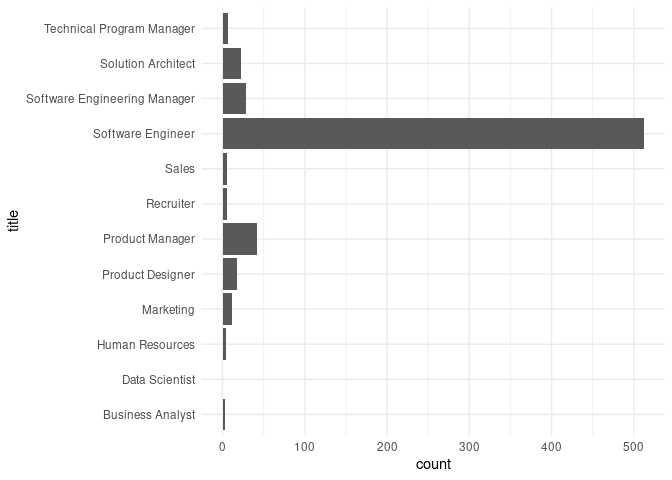 Technical Program Manager
Solution Architect
Software Engineering Manager
Software Engineer
Sales
Recruiter
Product Manager
Product Designer
Marketing
Human Resources
Data Scientist
Business Analyst
title
0 100 200 300 400 500
count